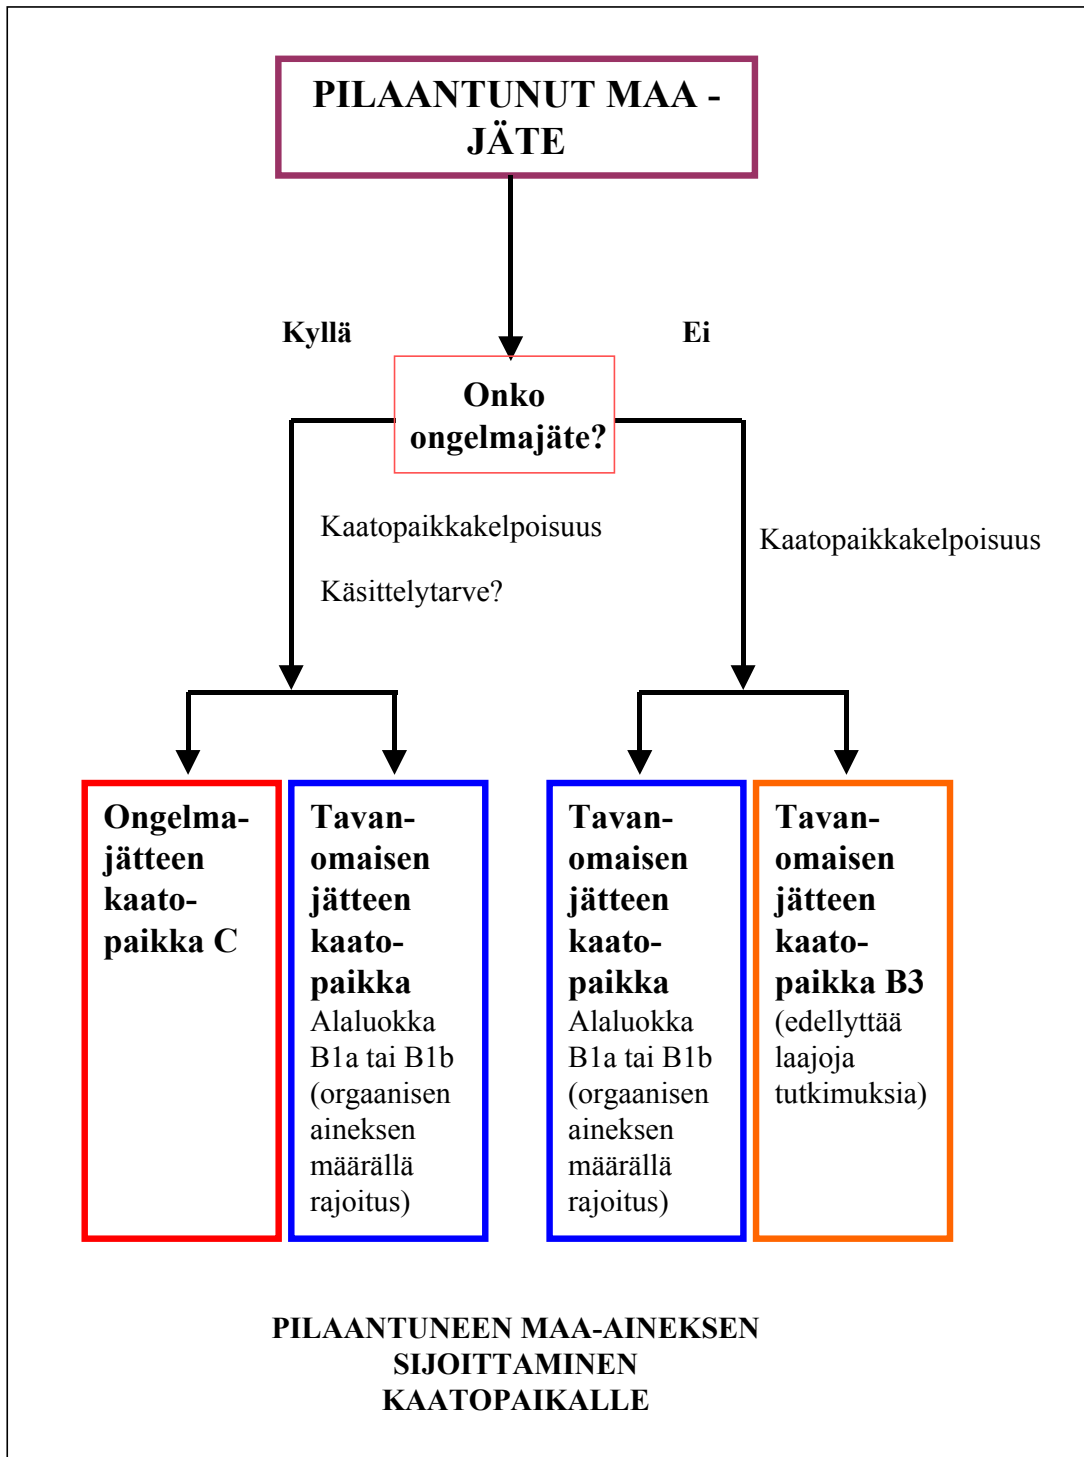 PILAANTUNUT MAA -
JÄTE
Kyllä
Ei
Onko
ongelmajäte?
Kaatopaikkakelpoisuus
Käsittelytarve?
Kaatopaikkakelpoisuus
Ongelma-
jätteen
kaato-
paikka C
Tavan-
omaisen
jätteen
kaato-
paikka
Alaluokka
B1a tai B1b
(orgaanisen
aineksen
määrällä
rajoitus)
Tavan-
omaisen
jätteen
kaato-
paikka
Alaluokka
B1a tai B1b
(orgaanisen
aineksen
määrällä
rajoitus)
Tavan-
omaisen
jätteen
kaato-
paikka B3
(edellyttää
laajoja
tutkimuksia)
PILAANTUNEEN MAA-AINEKSEN
SIJOITTAMINEN
KAATOPAIKALLE